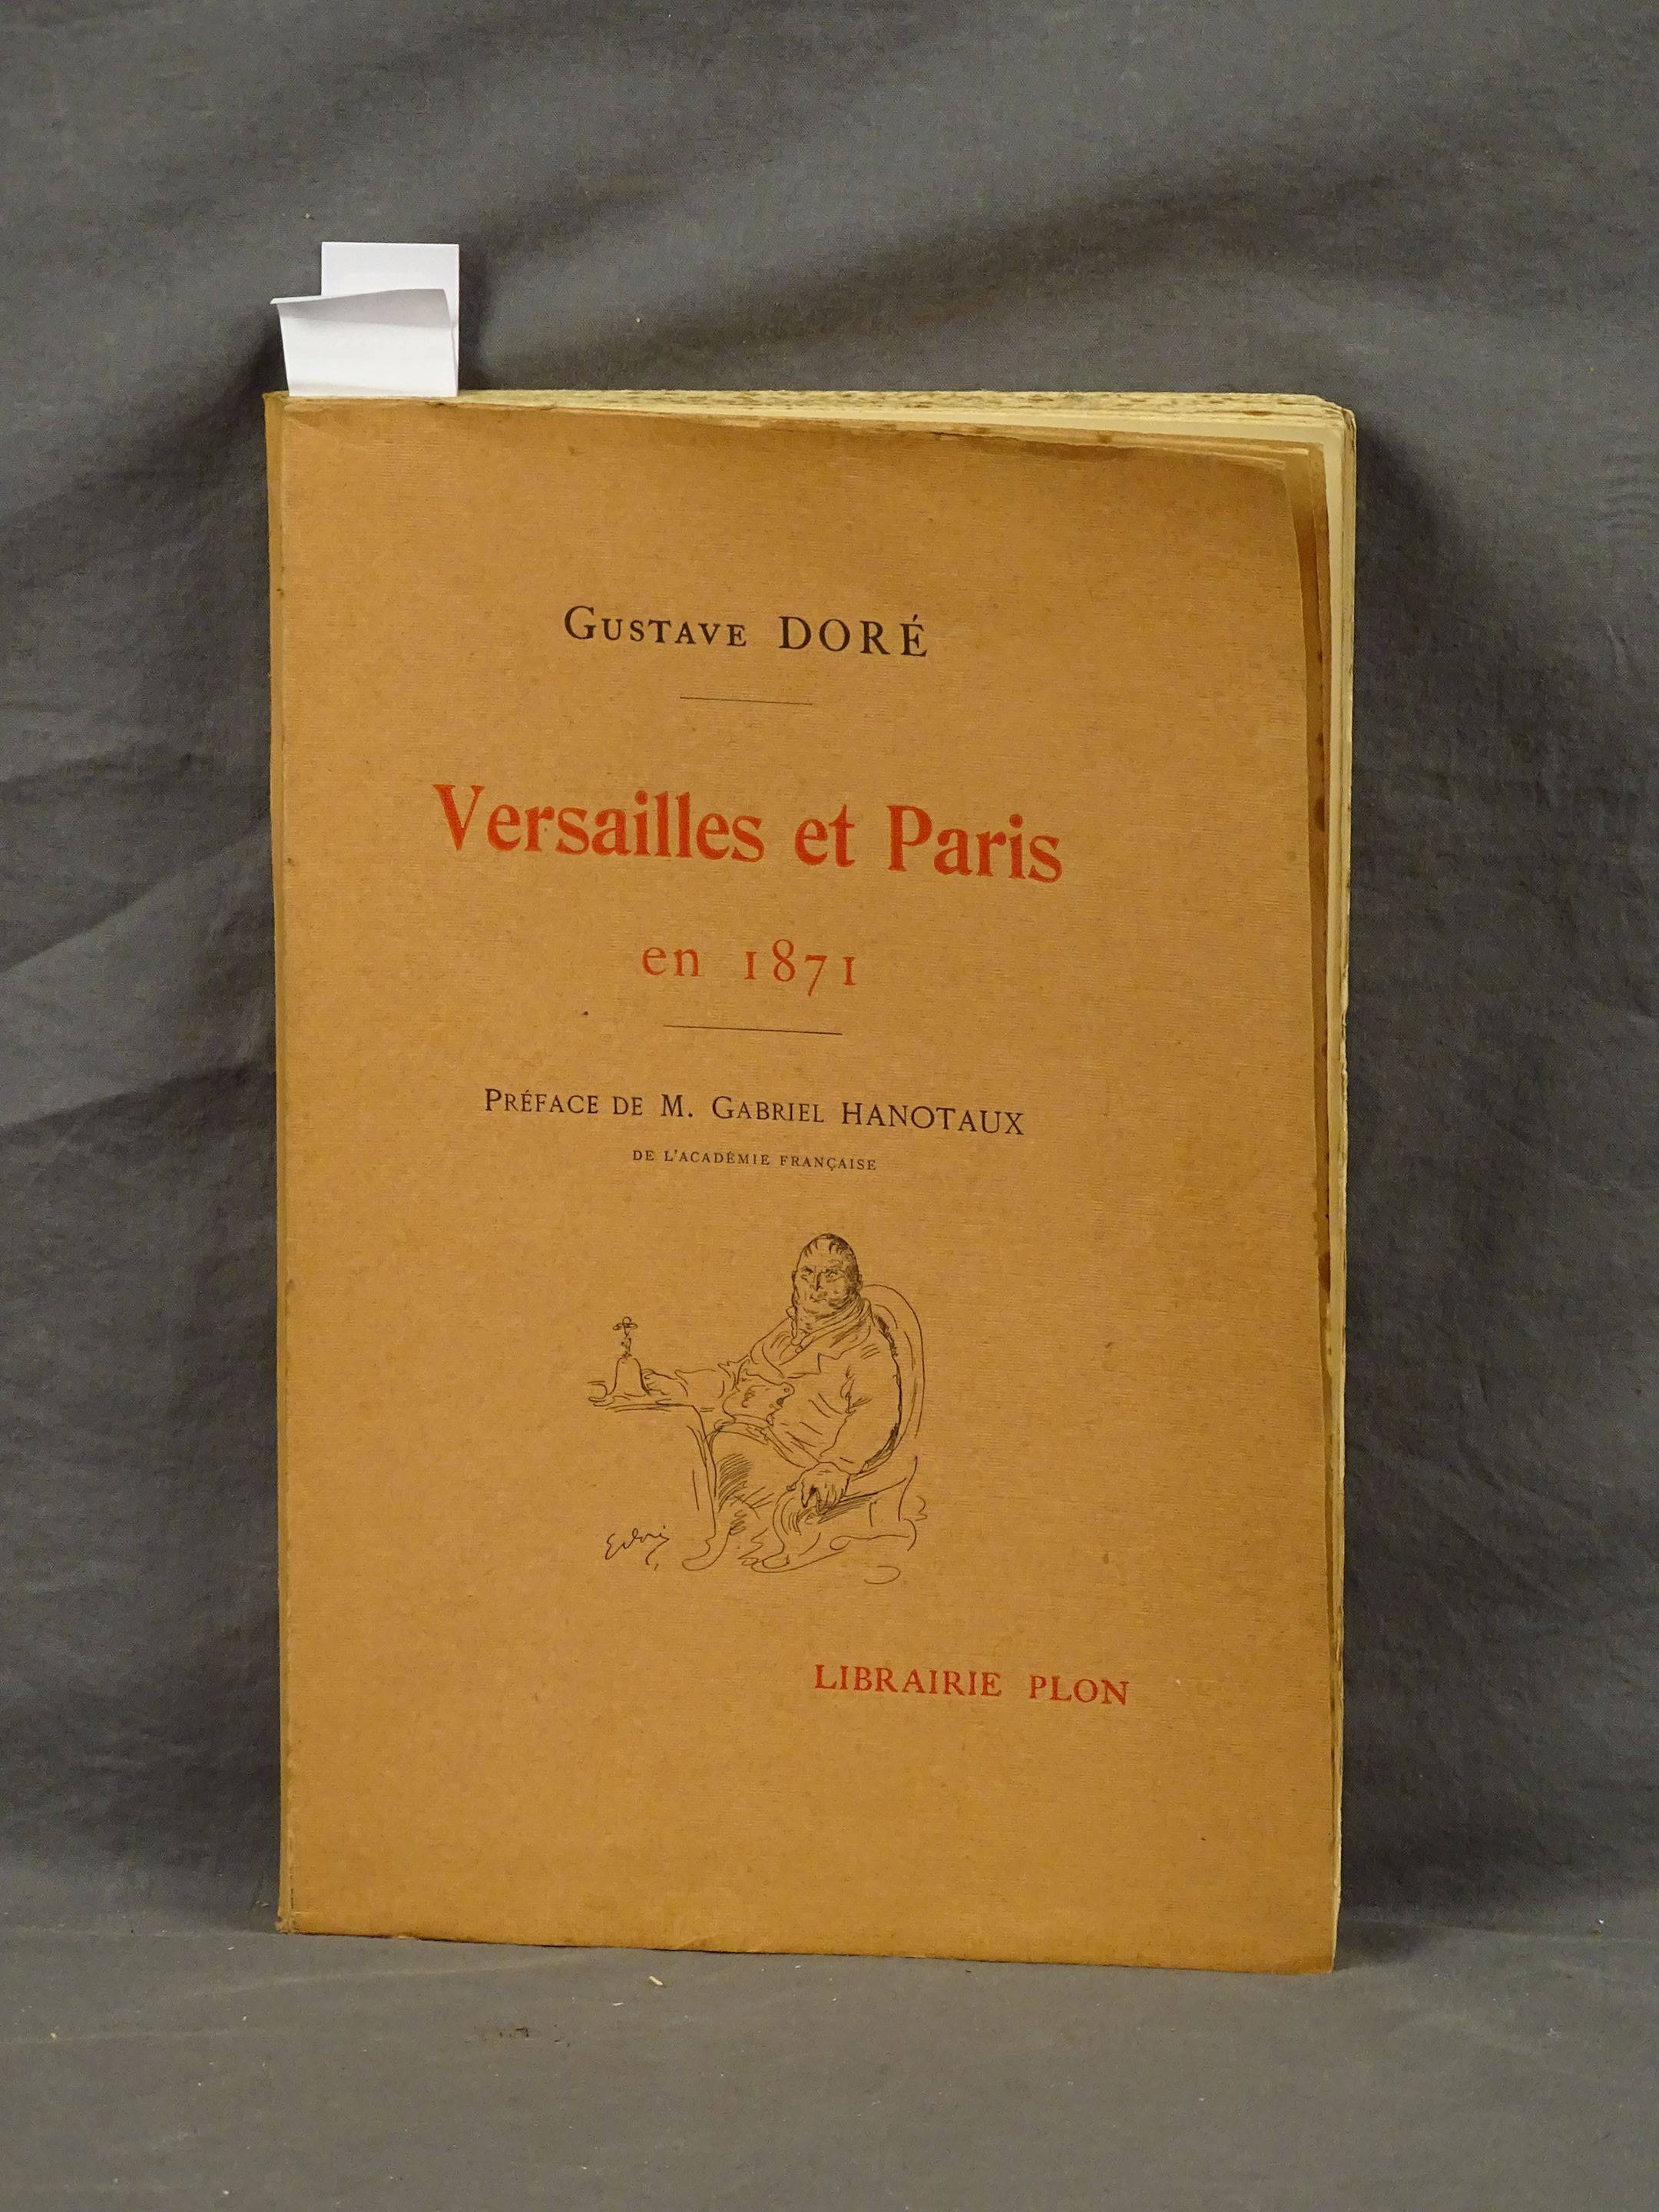 Gustave DORÉ
Versailles et Paris
en 1871
Préface de M. Gabriel HANOTAUX
DE L'ACADÉMIE FRANÇAISE
LIBRAIRIE PLON